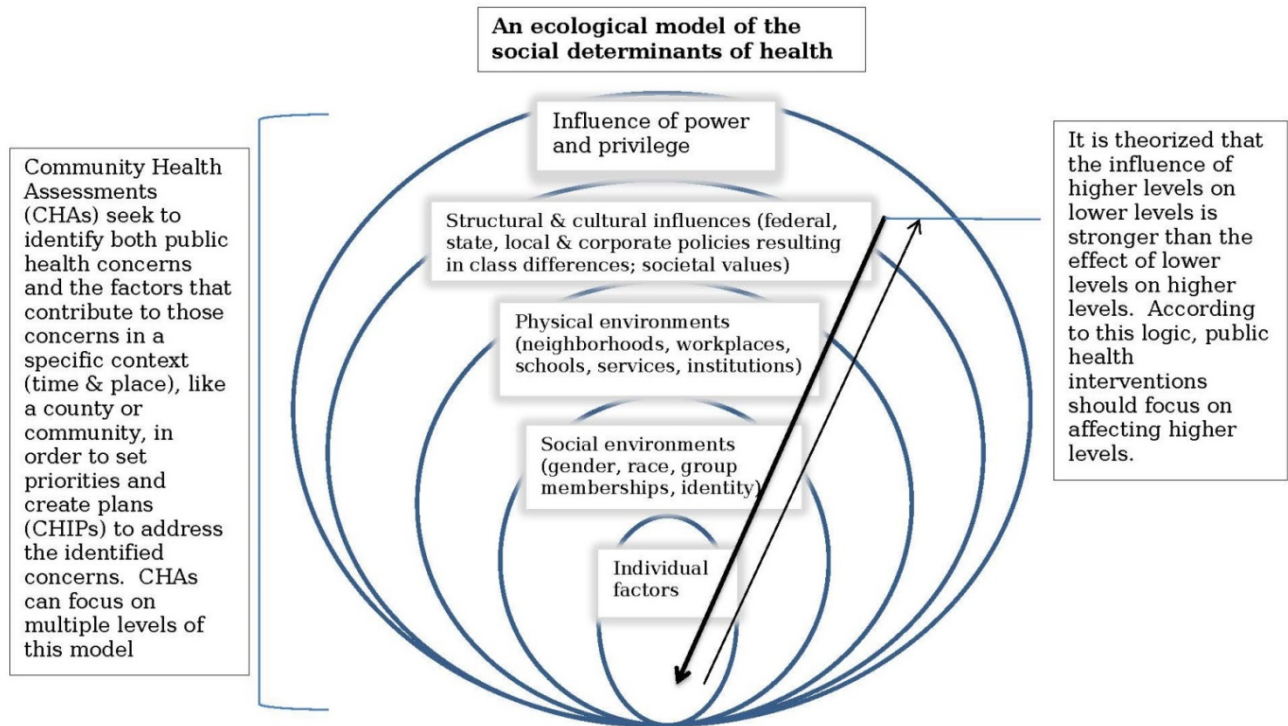 An ecological model of the
social determinants of health
Community Health
Assessments
(CHAs) seek to
identify both public
health concerns
and the factors that
contribute to those
concerns in a
specific context
(time & place), like
a county or
community, in
order to set
priorities and
create plans
(CHIPs) to address
the identified
concerns.  CHAs
can focus on
multiple levels of
this model
Influence of power
and privilege
Structural & cultural influences (federal,
state, local & corporate policies resulting
in class differences; societal values)
Physical environments
(neighborhoods, workplaces,
schools, services, institutions)
Social environments
(gender, race, group
memberships, identity)
Individual
factors
It is theorized that
the influence of
higher levels on
lower levels is
stronger than the
effect of lower
levels on higher
levels.  According
to this logic, public
health
interventions
should focus on
affecting higher
levels.